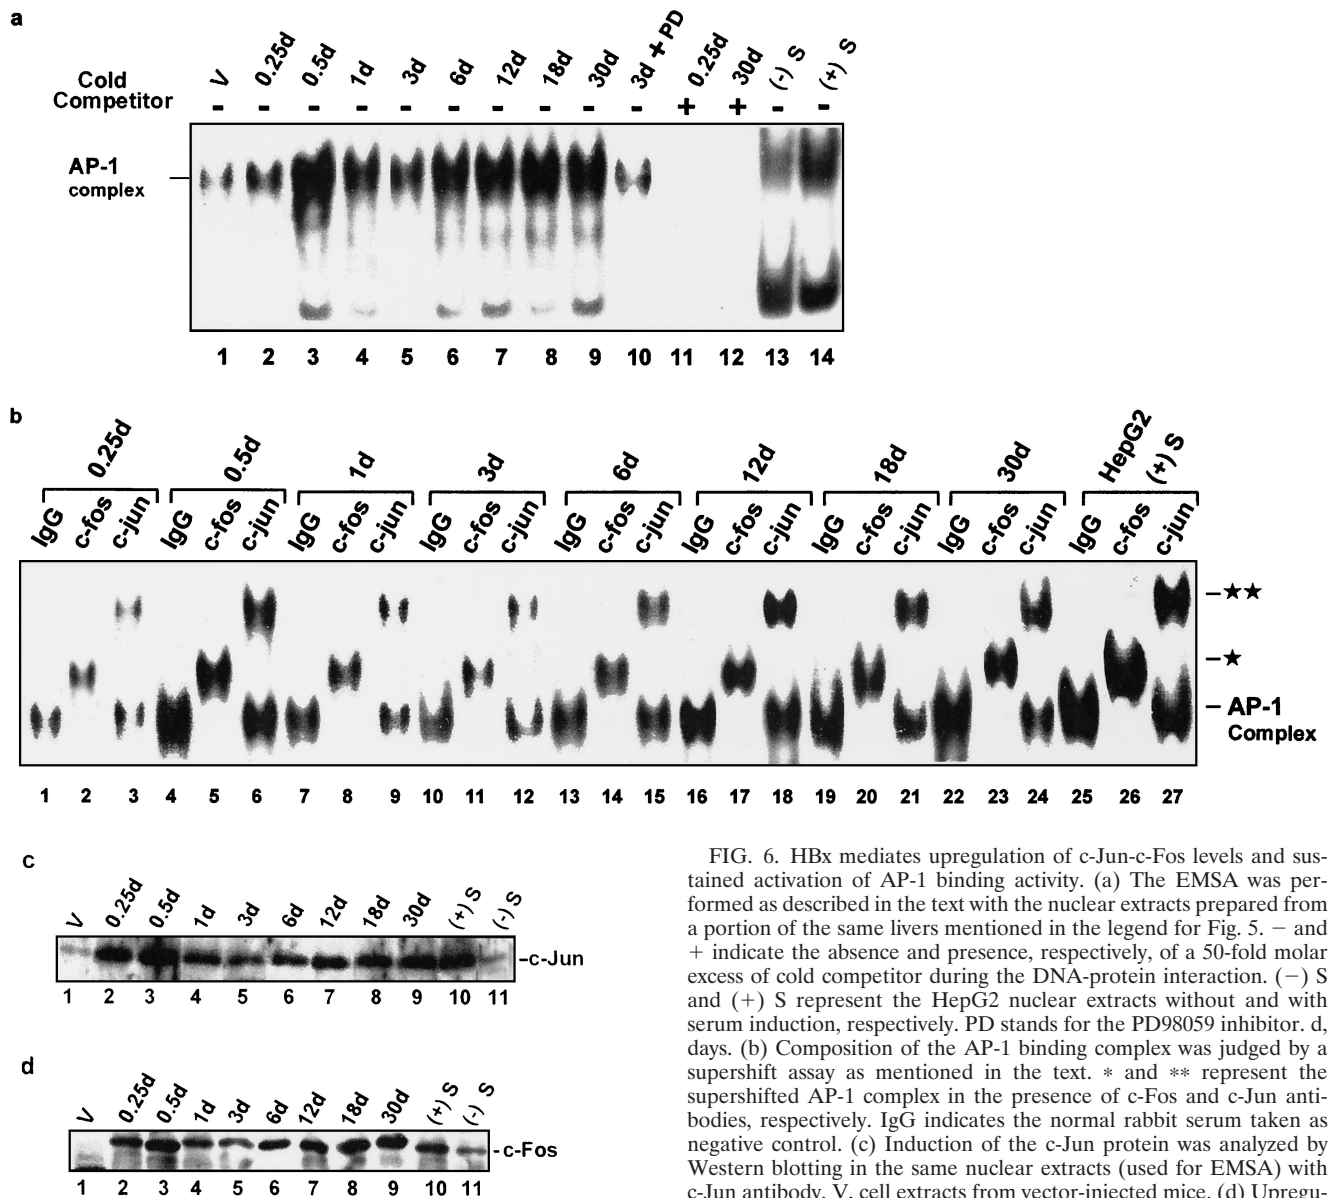 a
Cold
Competitor
V 0.25d 0.5d 1d 3d 6d 12d 18d 30d 3d + PD 0.25d 30d (-) S (+) S
- - - - - - - - - - + + - -
AP-1
complex
1 2 3 4 5 6 7 8 9 10 11 12 13 14
b
0.25d 0.5d 1d 3d 6d 12d 18d 30d HepG2 (+) S
IgG c-fos c-jun IgG c-fos c-jun IgG c-fos c-jun IgG c-fos c-jun IgG c-fos c-jun IgG c-fos c-jun IgG c-fos c-jun IgG c-fos c-jun IgG c-fos c-jun
–★★
–★
– AP-1
Complex
1 2 3 4 5 6 7 8 9 10 11 12 13 14 15 16 17 18 19 20 21 22 23 24 25 26 27
c
V 0.25d 0.5d 1d 3d 6d 12d 18d 30d (+) S (-) S
-c-Jun
1 2 3 4 5 6 7 8 9 10 11
d
V 0.25d 0.5d 1d 3d 6d 12d 18d 30d (+) S (-) S
-c-Fos
1 2 3 4 5 6 7 8 9 10 11
FIG. 6. HBx mediates upregulation of c-Jun-c-Fos levels and sus-
tained activation of AP-1 binding activity. (a) The EMSA was per-
formed as described in the text with the nuclear extracts prepared from
a portion of the same livers mentioned in the legend for Fig. 5. − and
+ indicate the absence and presence, respectively, of a 50-fold molar
excess of cold competitor during the DNA-protein interaction. (−) S
and (+) S represent the HepG2 nuclear extracts without and with
serum induction, respectively. PD stands for the PD98059 inhibitor. d,
days. (b) Composition of the AP-1 binding complex was judged by a
supershift assay as mentioned in the text. * and ** represent the
supershifted AP-1 complex in the presence of c-Fos and c-Jun anti-
bodies, respectively. IgG indicates the normal rabbit serum taken as
negative control. (c) Induction of the c-Jun protein was analyzed by
Western blotting in the same nuclear extracts (used for EMSA) with
c-Jun antibody. V, cell extracts from vector-injected mice. (d) Upregu-